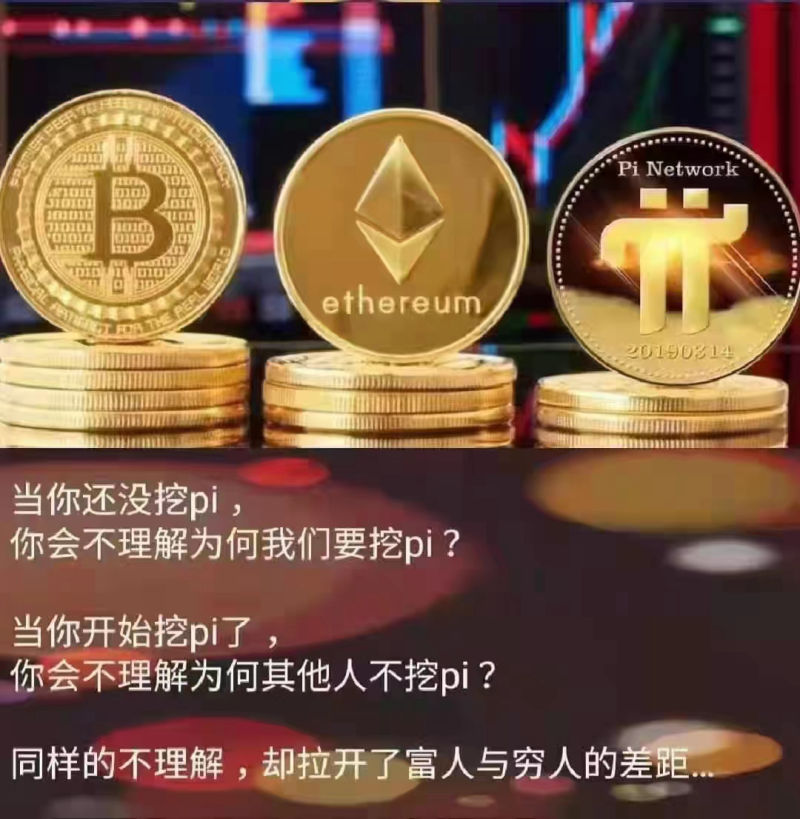 B
ethereum
Pi Network
20190314
当你还没挖pi，
你会不理解为何我们要挖pi？
当你开始挖pi了，
你会不理解为何其他人不挖pi？
同样的不理解，却拉开了富人与穷人的差距...